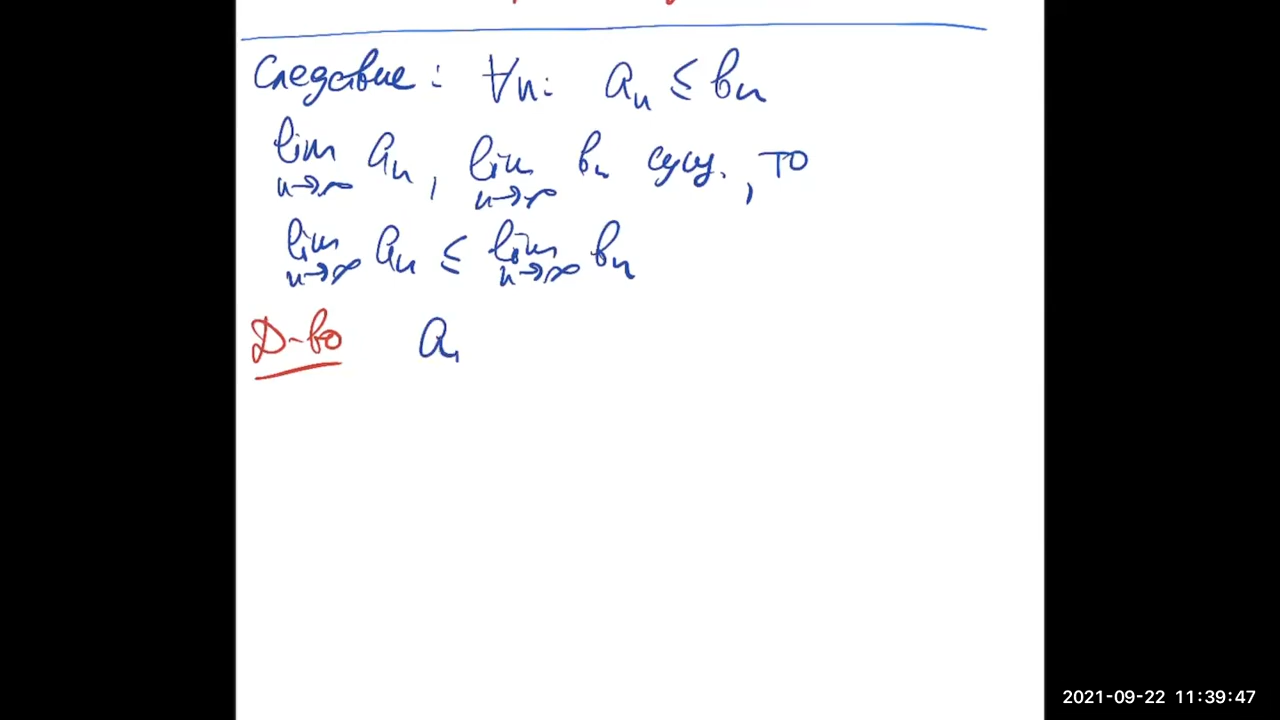 Следствие: ∀n: aₙ ≤ bₙ
lim n→∞ aₙ, lim n→∞ bₙ сущ., то
lim n→∞ aₙ ≤ lim n→∞ bₙ
Д-во a
2021-09-22 11:39:47